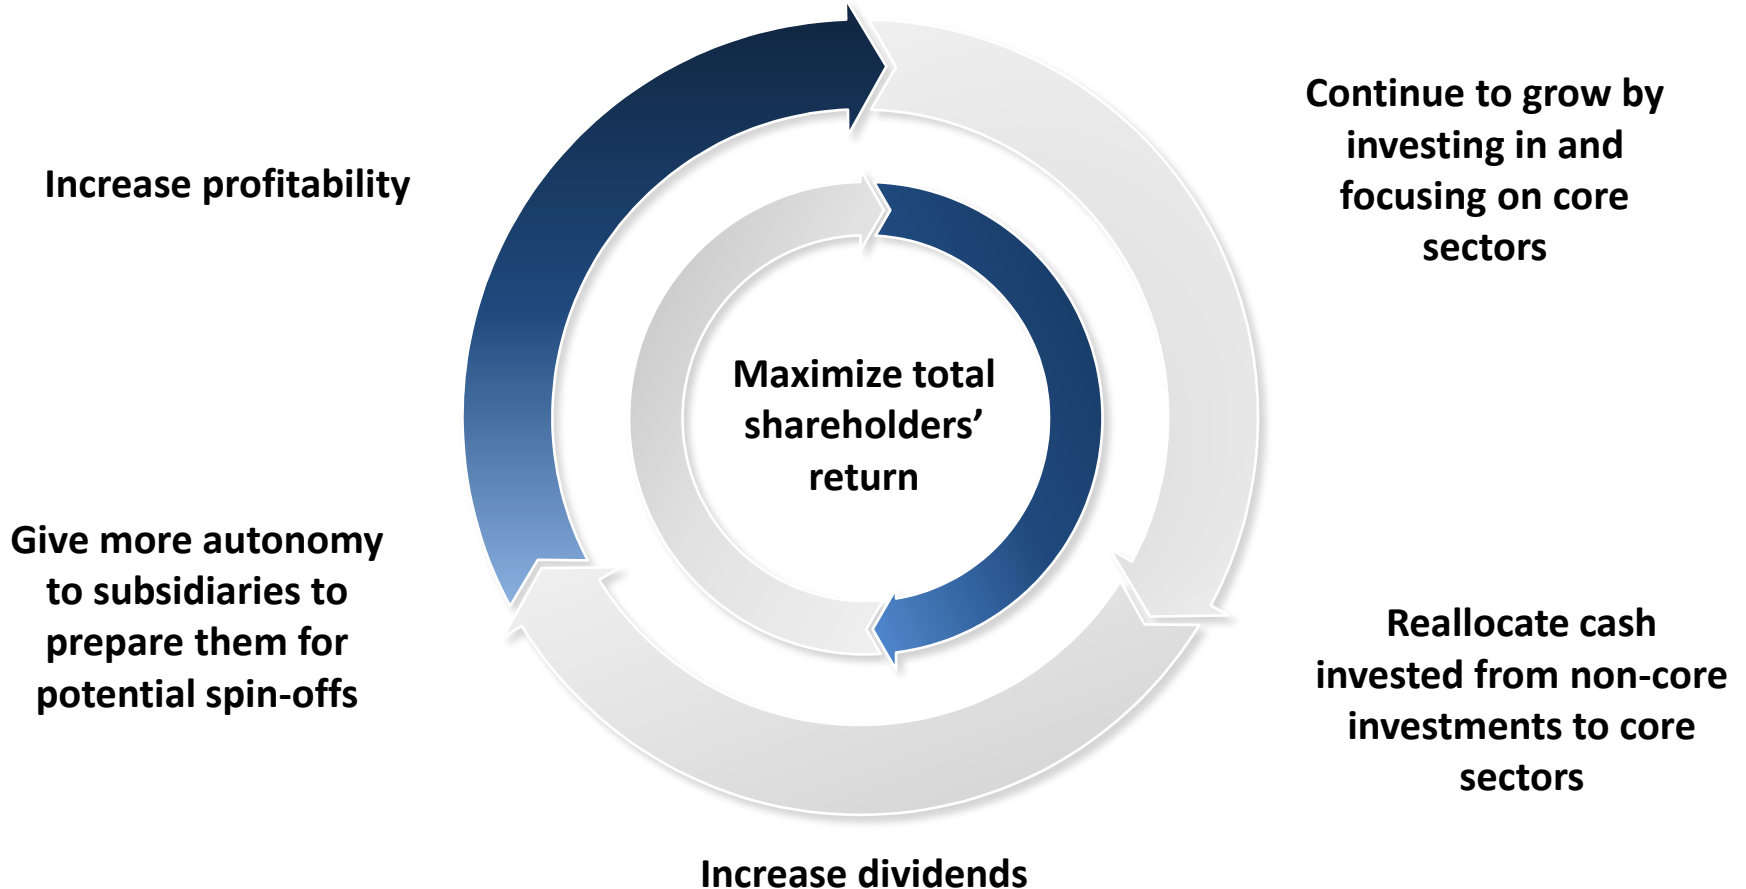 Increase profitability
Continue to grow by
investing in and
focusing on core
sectors
Maximize total
shareholders’
return
Give more autonomy
to subsidiaries to
prepare them for
potential spin-offs
Reallocate cash
invested from non-core
investments to core
sectors
Increase dividends